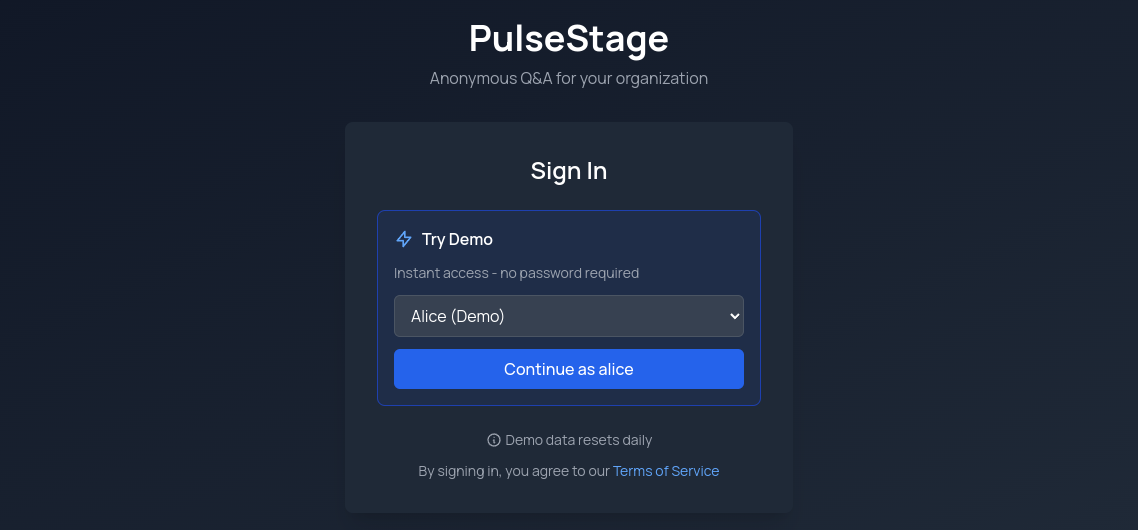 PulseStage
Anonymous Q&A for your organization
Sign In
Try Demo
Instant access - no password required
Alice (Demo)
Continue as alice
Demo data resets daily
By signing in, you agree to our Terms of Service